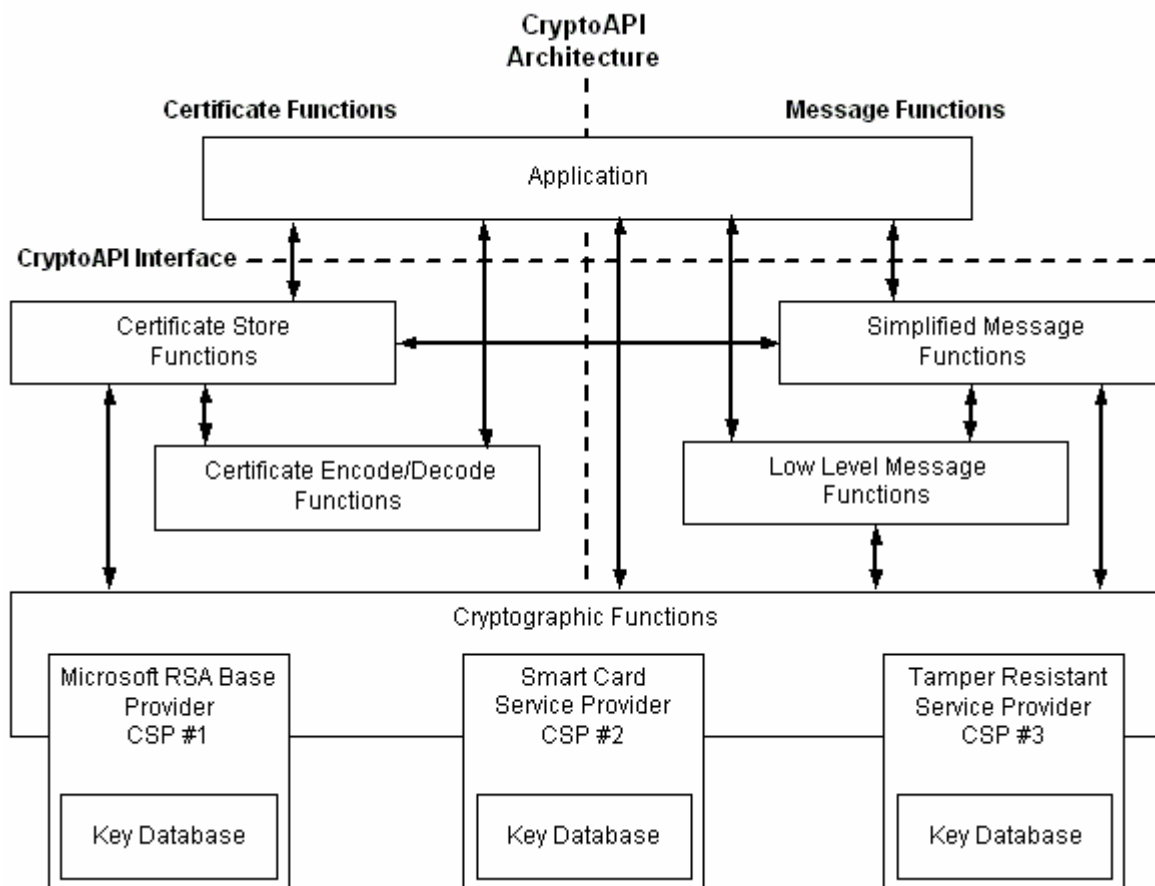 CryptoAPI
Architecture
Certificate Functions
Message Functions
Application
CryptoAPI Interface
Certificate Store
Functions
Simplified Message
Functions
Certificate Encode/Decode
Functions
Low Level Message
Functions
Cryptographic Functions
Microsoft RSA Base
Provider
CSP #1
Smart Card
Service Provider
CSP #2
Tamper Resistant
Service Provider
CSP #3
Key Database
Key Database
Key Database